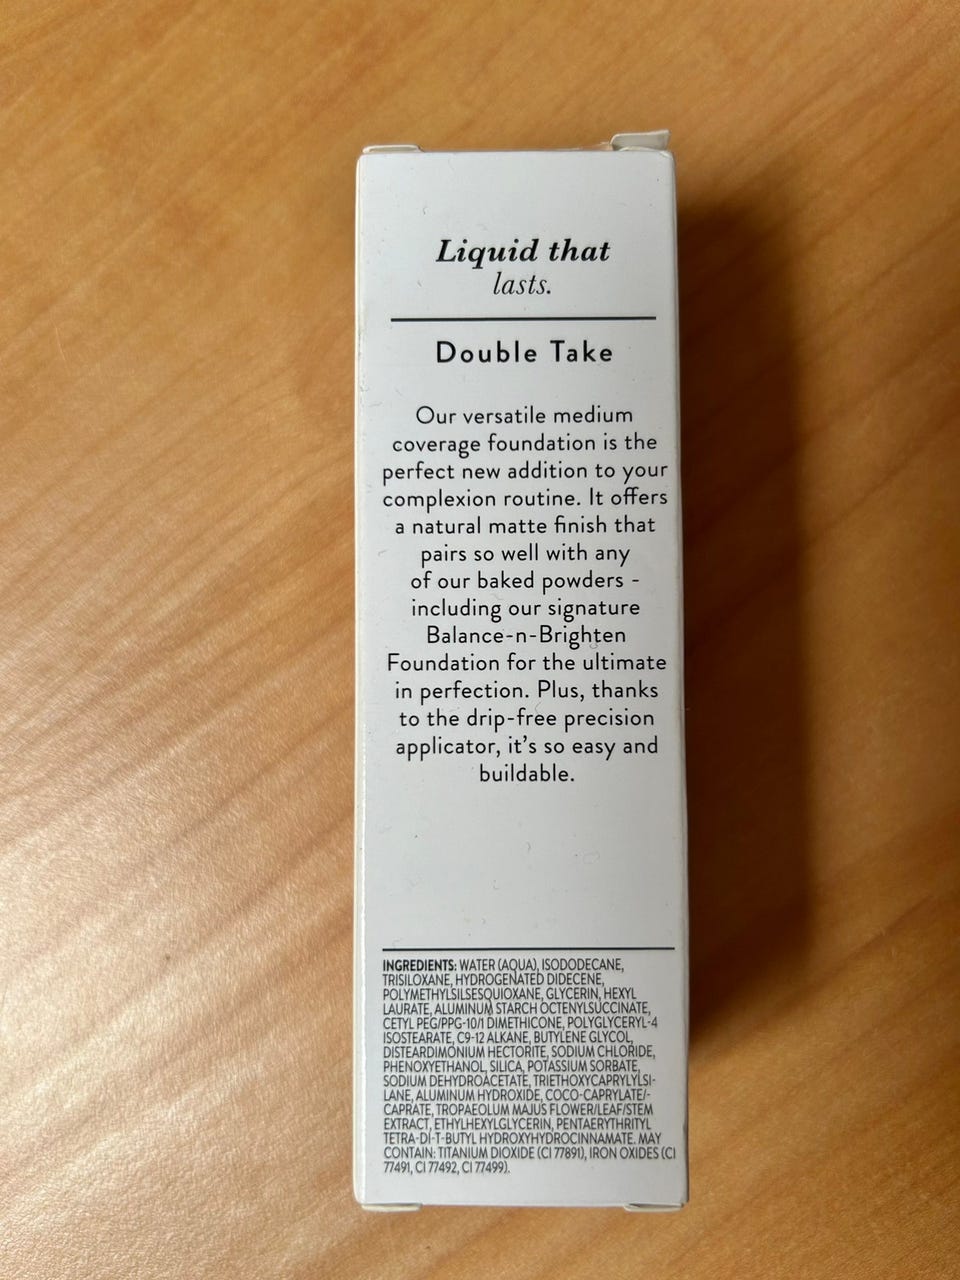 Liquid that
lasts.
Double Take
Our versatile medium
coverage foundation is the
perfect new addition to your
complexion routine. It offers
a natural matte finish that
pairs so well with any
of our baked powders -
including our signature
Balance-n-Brighten
Foundation for the ultimate
in perfection. Plus, thanks
to the drip-free precision
applicator, it's so easy and
buildable.
INGREDIENTS: WATER (AQUA), ISODODECANE,
TRISILOXANE, HYDROGENATED DIDECENE,
POLYMETHYLSILSESQUIOXANE, GLYCERIN, HEXYL
LAURATE, ALUMINUM STARCH OCTENYLSUCCINATE,
CETYL PEG/PPG-10/1 DIMETHICONE, POLYGLYCERYL-4
ISOSTEARATE, C9-12 ALKANE, BUTYLENE GLYCOL,
DISTEARDIMONIUM HECTORITE, SODIUM CHLORIDE,
PHENOXYETHANOL, SILICA, POTASSIUM SORBATE,
SODIUM DEHYDROACETATE, TRIETHOXYCAPRYLYLSI-
LANE, ALUMINUM HYDROXIDE, COCO-CAPRYLATE/-
CAPRATE, TROPAEOLUM MAJUS FLOWER/LEAF/STEM
EXTRACT, ETHYLHEXYLGLYCERIN, PENTAERYTHRITYL
TETRA-DI-T-BUTYL HYDROXYHYDROCINNAMATE. MAY
CONTAIN: TITANIUM DIOXIDE (CI 77891), IRON OXIDES (CI
77491, CI 77492, CI 77499).